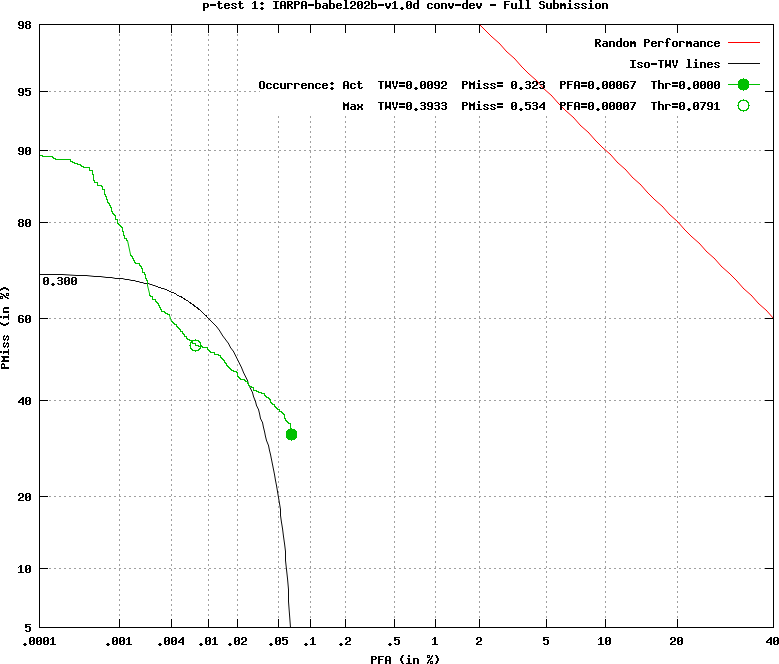 p-test 1: IARPA-babel202b-v1.0d conv-dev - Full Submission
Random Performance
Iso-TWV lines
Occurrence: Act TWV=0.0092 PMiss= 0.323 PFA=0.00067 Thr=0.0000
Max TWV=0.3933 PMiss= 0.534 PFA=0.00007 Thr=0.0791
98
95
90
80
60
40
20
10
5
0.300
PMiss (in %)
.0001 .001 .004 .01 .02 .05 .1 .2 .5 1 2 5 10 20 40
PFA (in %)